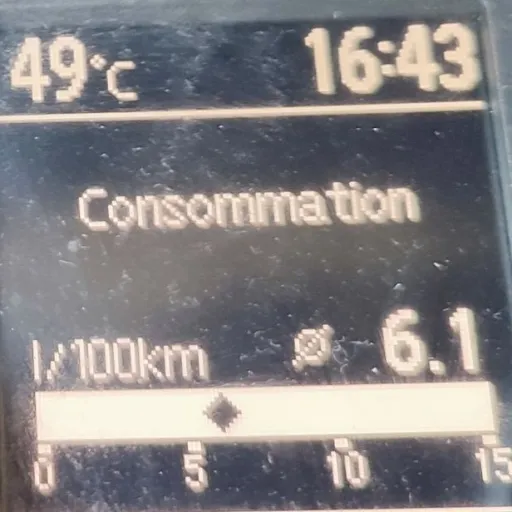 49°C 16:43
Consommation
l/100km ø 6.1
0 5 10 15